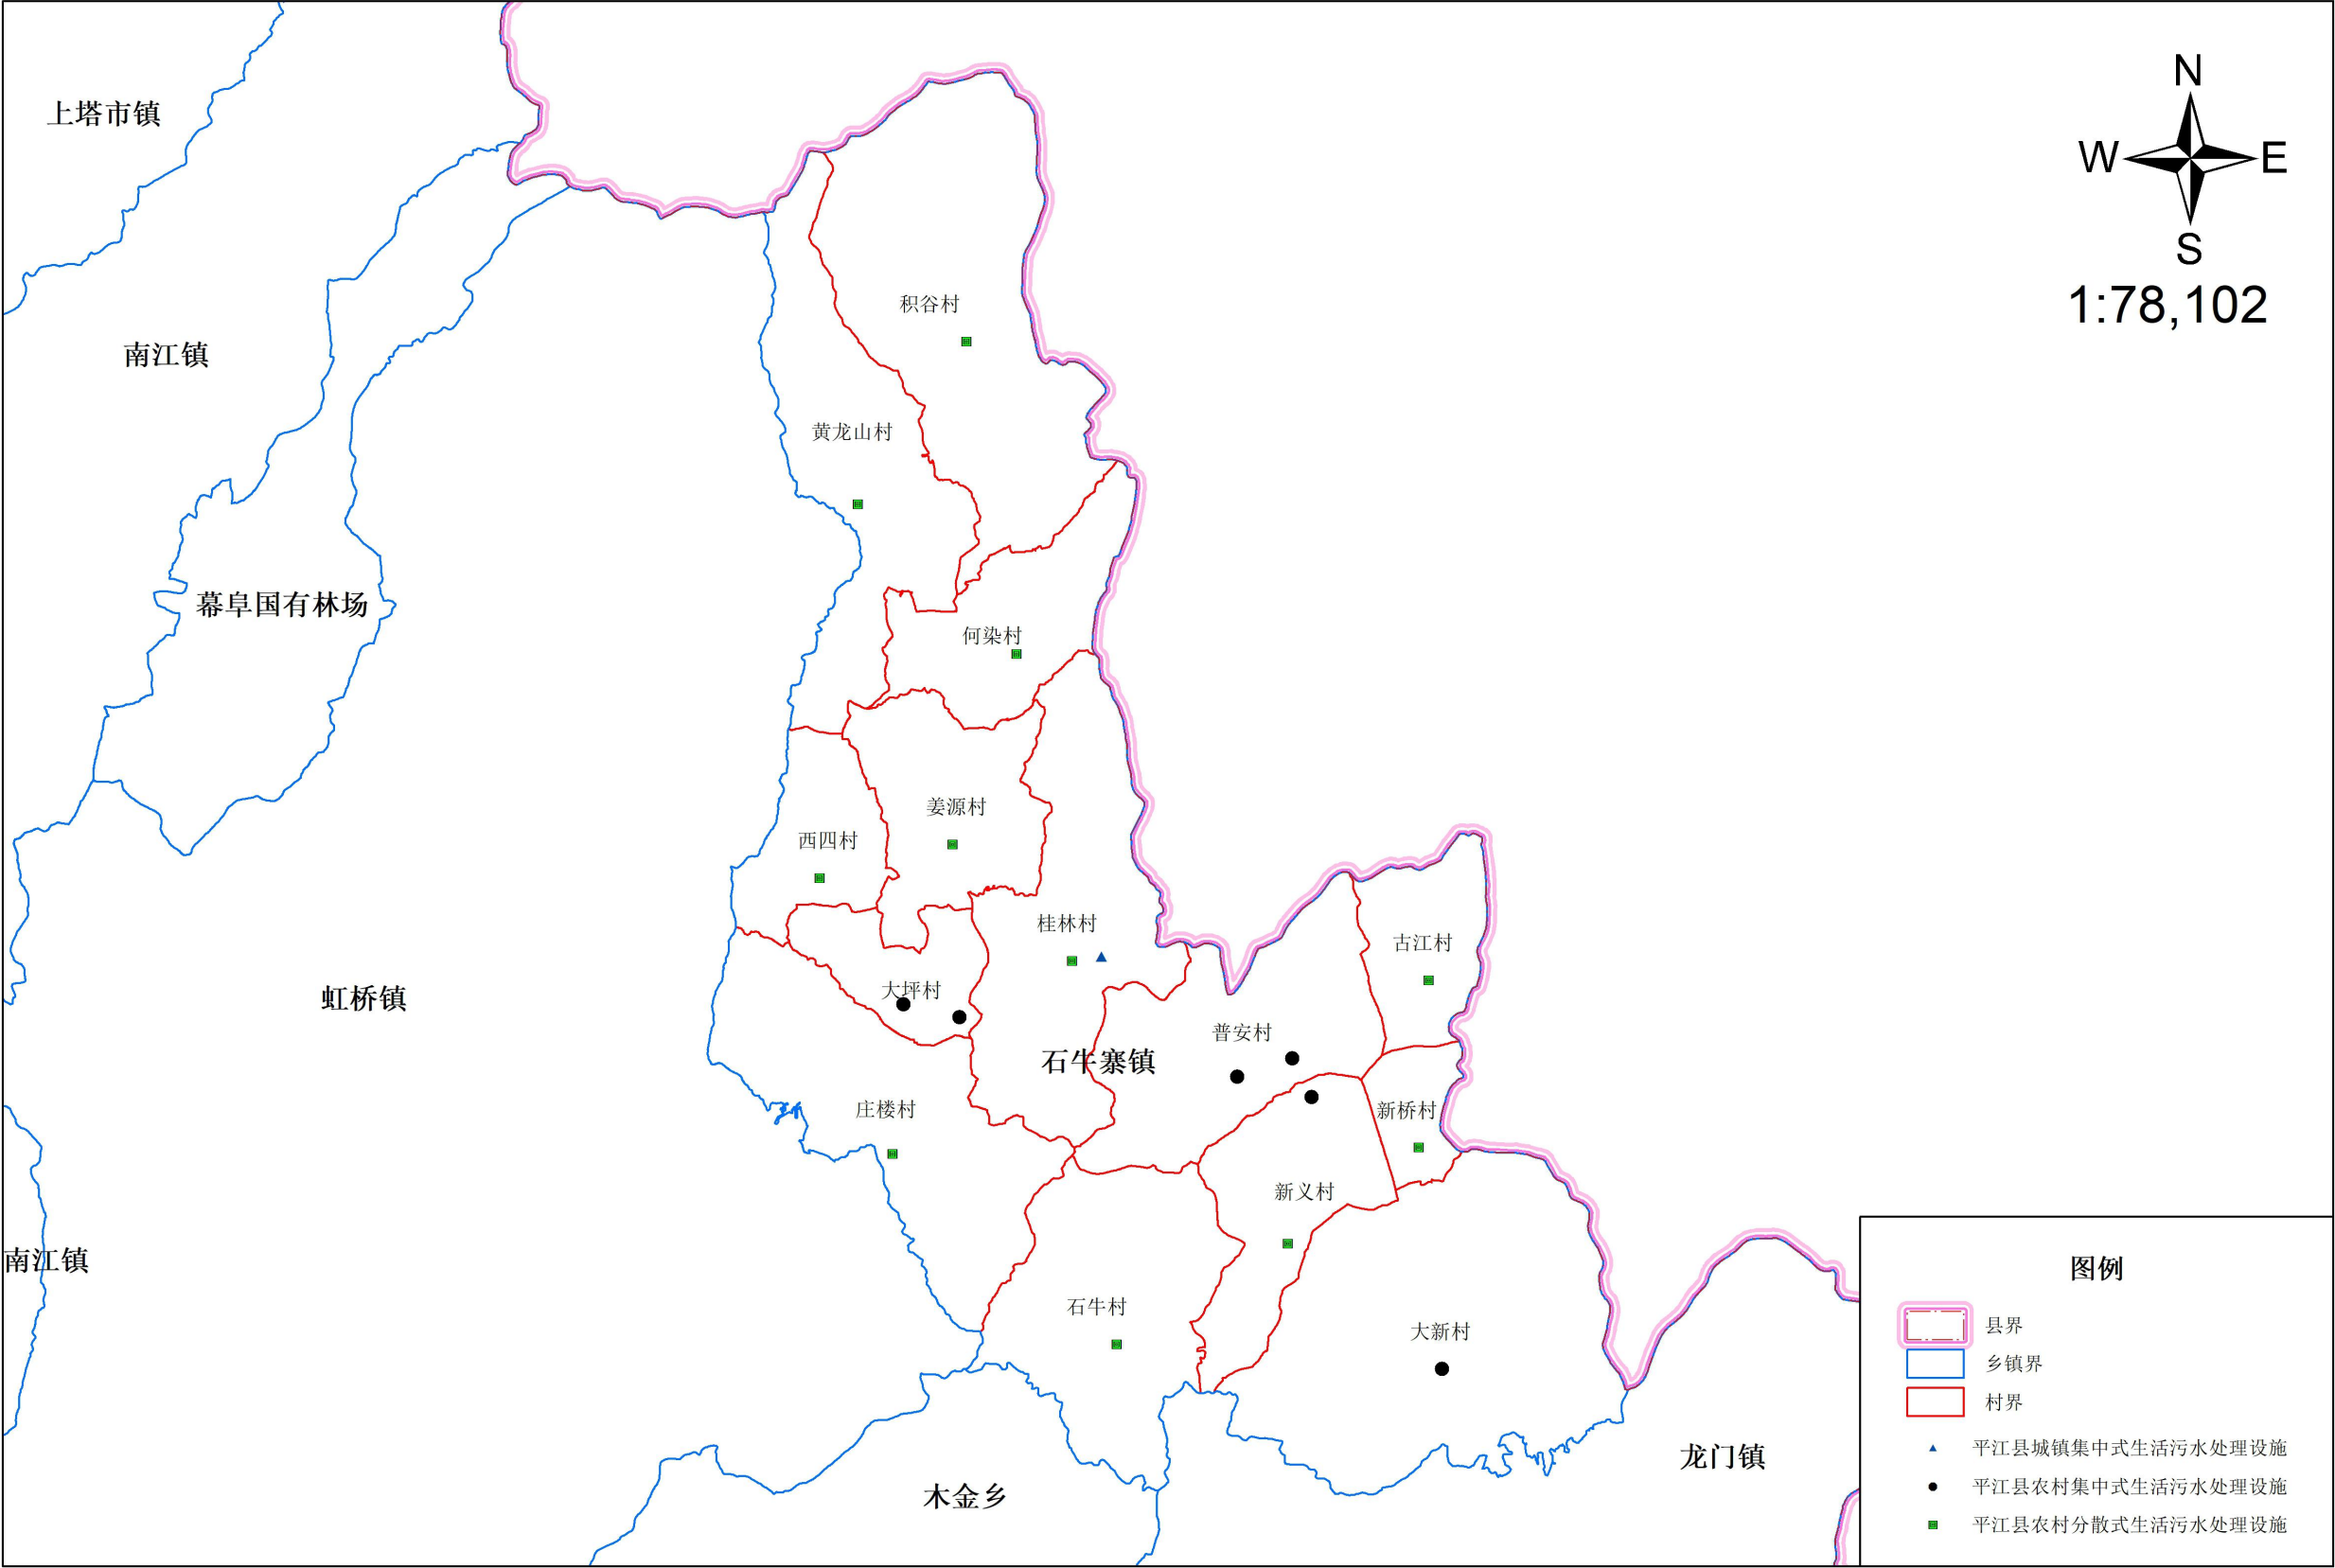 N
上塔市镇
W
E
S
积谷村
1:78,102
南江镇
黄龙山村
幕阜国有林场
何染村
姜源村
西四村
桂林村
古江村
大坪村
虹桥镇
普安村
石牛寨镇
庄楼村
新桥村
新义村
南江镇
图例
石牛村
县界
大新村
乡镇界
村界
平江县城镇集中式生活污水处理设施
龙门镇
平江县农村集中式生活污水处理设施
木金乡
平江县农村分散式生活污水处理设施